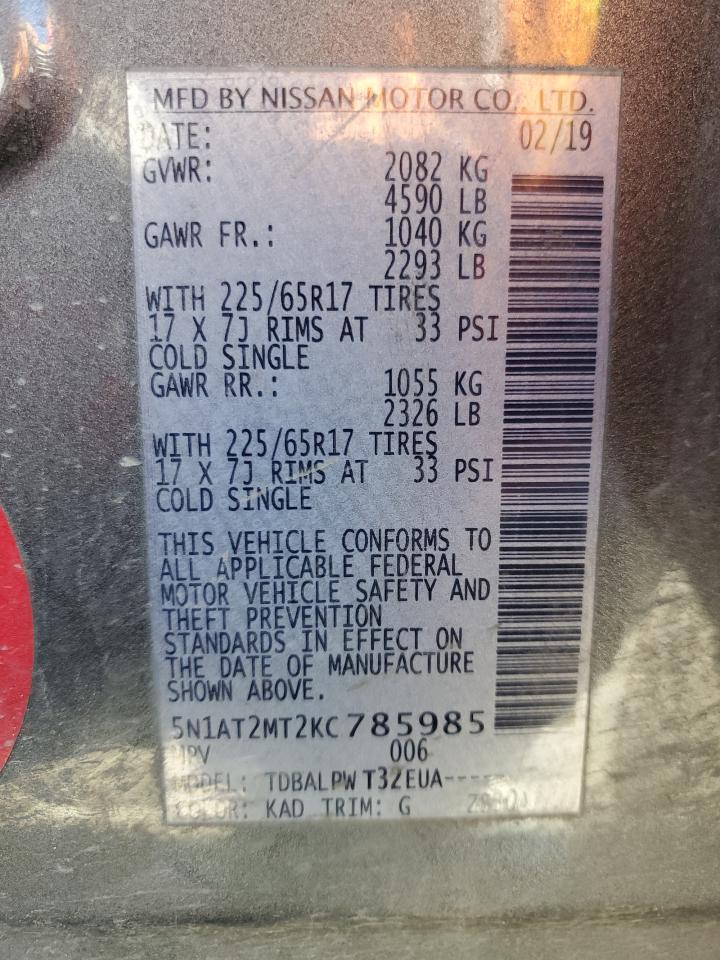 MFD BY NISSAN MOTOR CO., LTD.
DATE: 02/19
GVWR: 2082 KG
4590 LB
GAWR FR.: 1040 KG
2293 LB
WITH 225/65R17 TIRES
17 X 7J RIMS AT 33 PSI
COLD SINGLE
GAWR RR.: 1055 KG
2326 LB
WITH 225/65R17 TIRES
17 X 7J RIMS AT 33 PSI
COLD SINGLE
THIS VEHICLE CONFORMS TO
ALL APPLICABLE FEDERAL
MOTOR VEHICLE SAFETY AND
THEFT PREVENTION
STANDARDS IN EFFECT ON
THE DATE OF MANUFACTURE
SHOWN ABOVE.
5N1AT2MT2KC785985
MPV 006
MODEL: TDBALPWT32EUA-----
COLOR: KAD TRIM: G